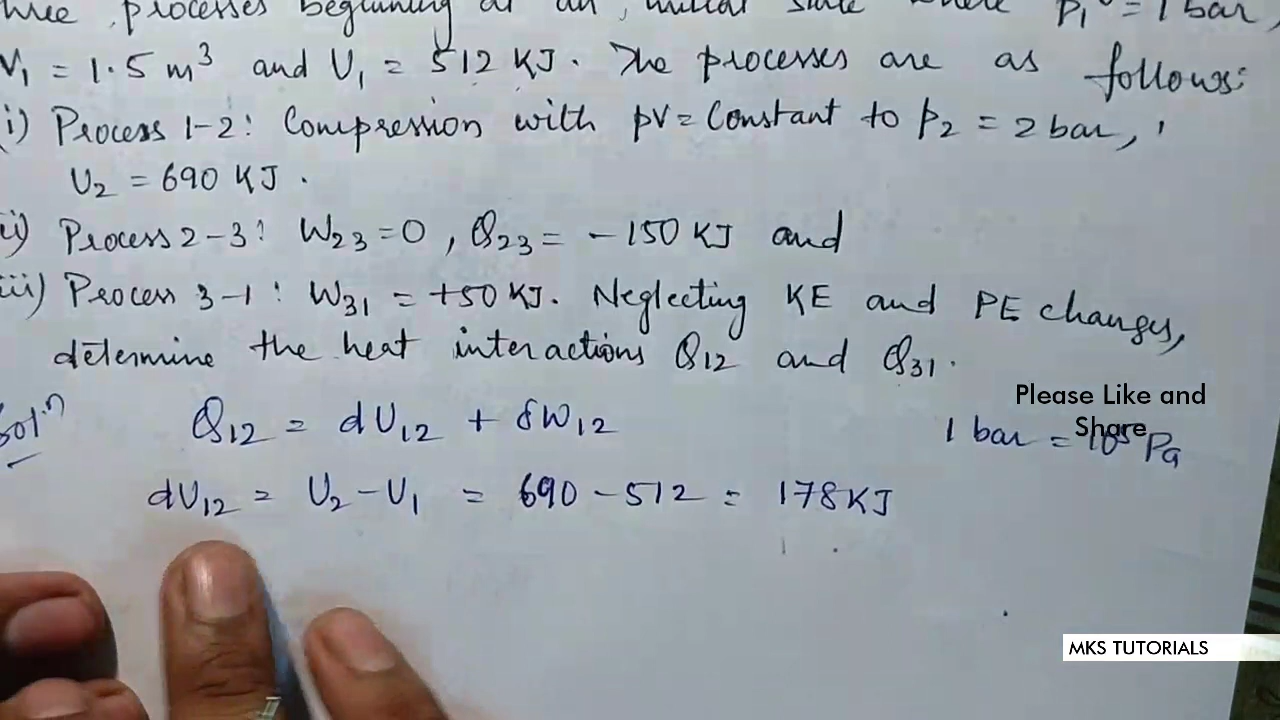 three processes beginning at an initial state where p1 = 1 bar,
V1 = 1.5 m³ and U1 = 512 KJ. The processes are as follows:
i) Process 1-2: Compression with pV = Constant to p2 = 2 bar,
U2 = 690 KJ.
ii) Process 2-3: W23 = 0, Q23 = -150 KJ and
iii) Process 3-1: W31 = +50 KJ. Neglecting KE and PE changes,
determine the heat interactions Q12 and Q31.
Please Like and
Share
Sol.n Q12 = dU12 + δW12 1 bar = 10⁵ Pa
dU12 = U2 - U1 = 690 - 512 = 178 KJ
MKS TUTORIALS